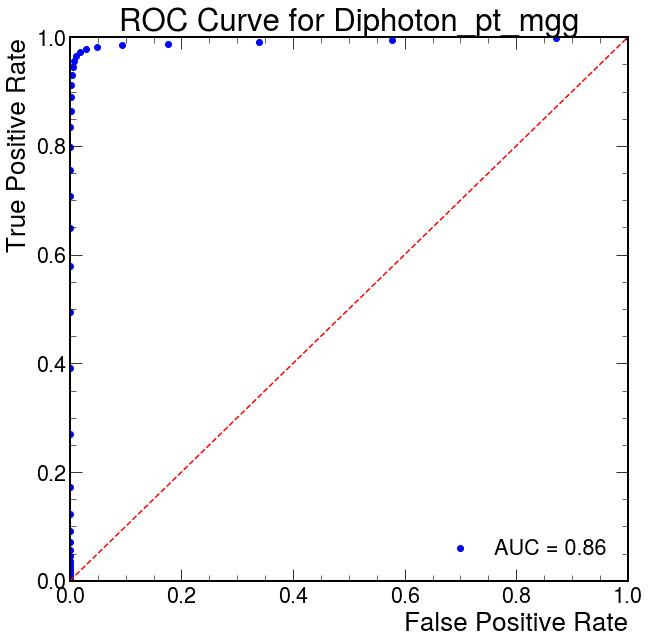 ROC Curve for Diphoton_pt_mgg
True Positive Rate
1.0
0.8
0.6
0.4
0.2
0.0
0.0 0.2 0.4 0.6 0.8 1.0
AUC = 0.86
False Positive Rate